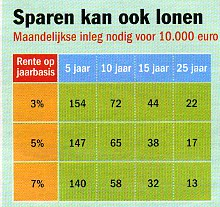 Sparen kan ook lonen
Maandelijkse inleg nodig voor 10.000 euro
Rente op
jaarbasis
5 jaar 10 jaar 15 jaar 25 jaar
3% 154 72 44 22
5% 147 65 38 17
7% 140 58 32 13